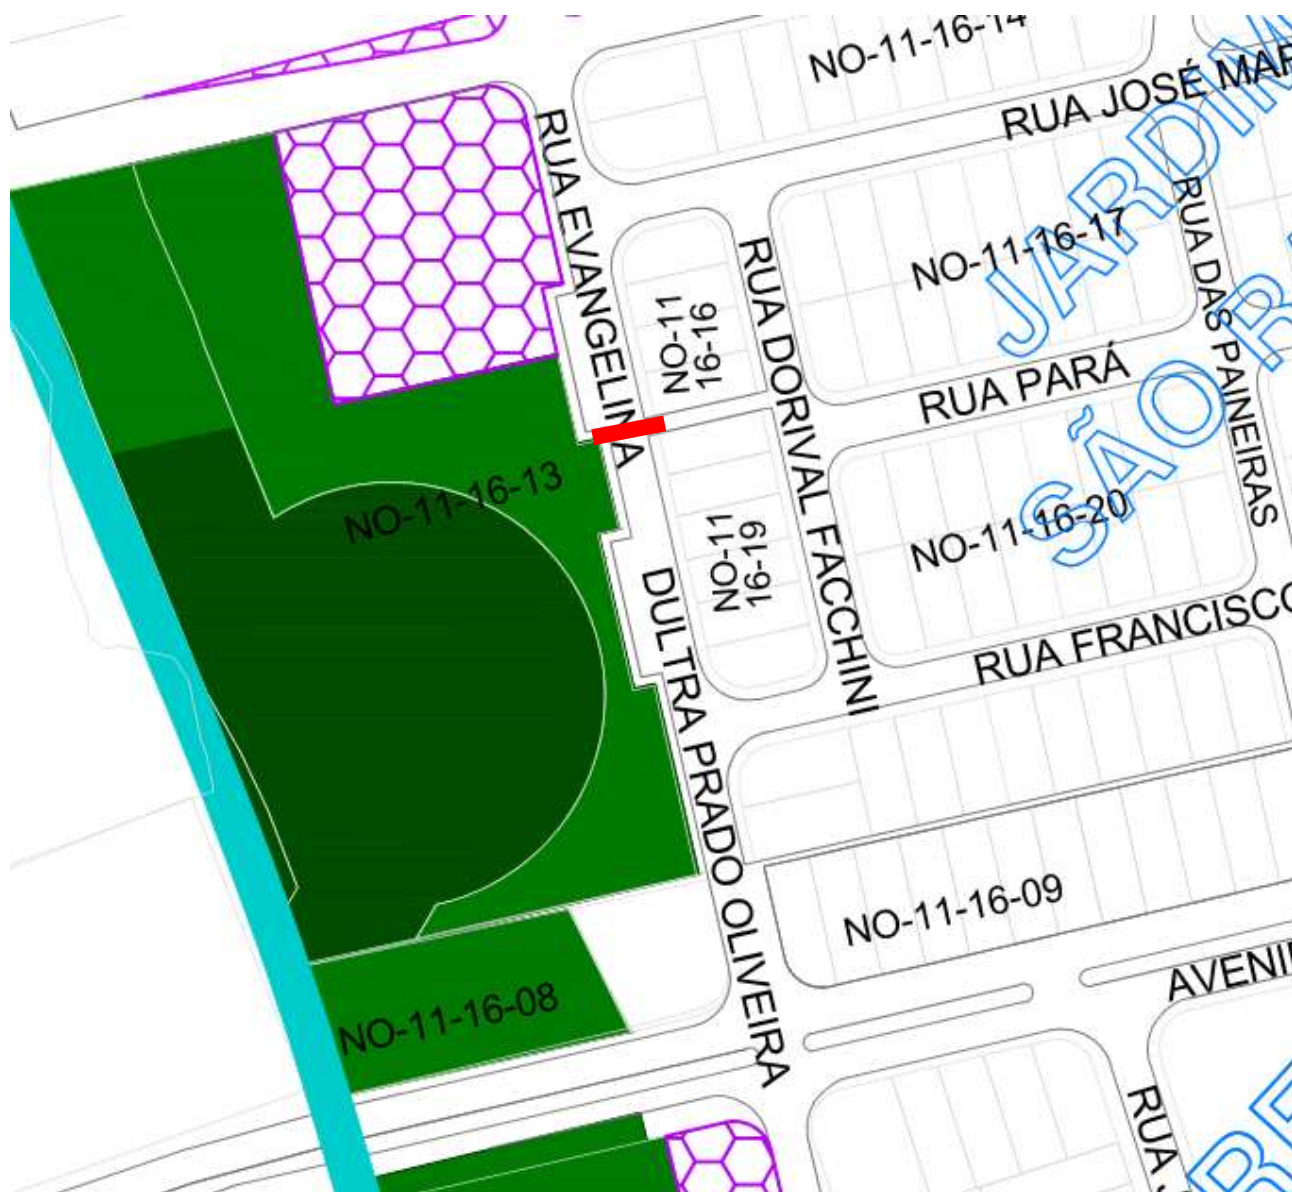 NO-11-16-14
RUA JOSÉ MAR
JARDIM
RUA EVANGELINA
DULTRA PRADO OLIVEIRA
NO-11-16-17
RUA DAS PAINEIRAS
RUA DORIVAL FACCHINI
NO-11
16-16
RUA PARÁ
SÃO
NO-11-16-13
NO-11-16-20
NO-11
16-19
RUA FRANCISCO
NO-11-16-09
NO-11-16-08
AVENI
RUA